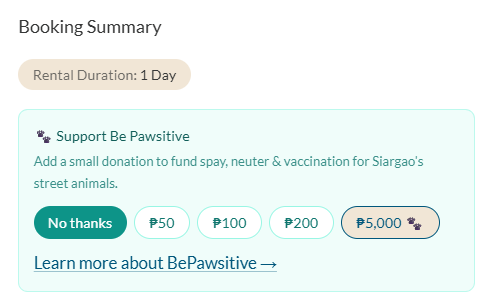 Booking Summary
Rental Duration: 1 Day
🐾 Support Be Pawsitive
Add a small donation to fund spay, neuter & vaccination for Siargao's
street animals.
No thanks ₱50 ₱100 ₱200 ₱5,000 🐾
Learn more about BePawsitive →